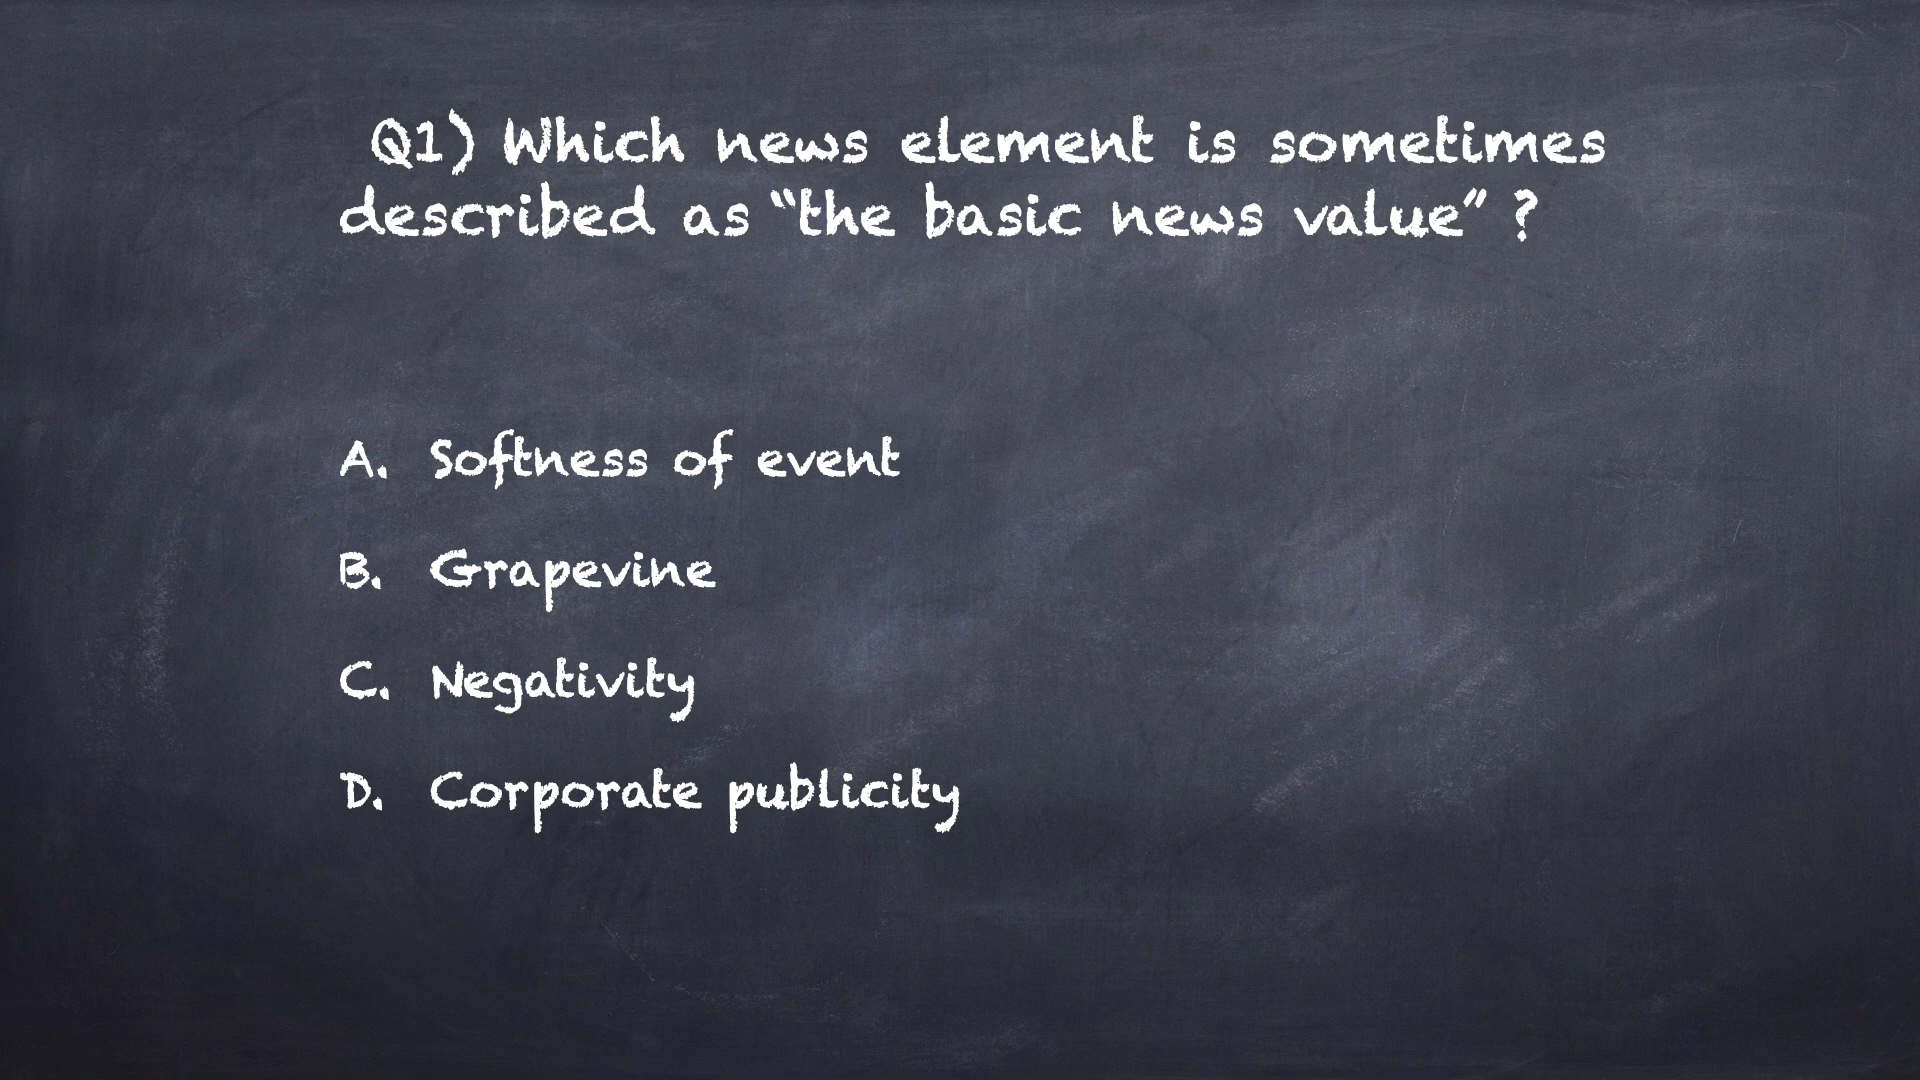 Q1) Which news element is sometimes
described as “the basic news value” ?
A. Softness of event
B. Grapevine
C. Negativity
D. Corporate publicity